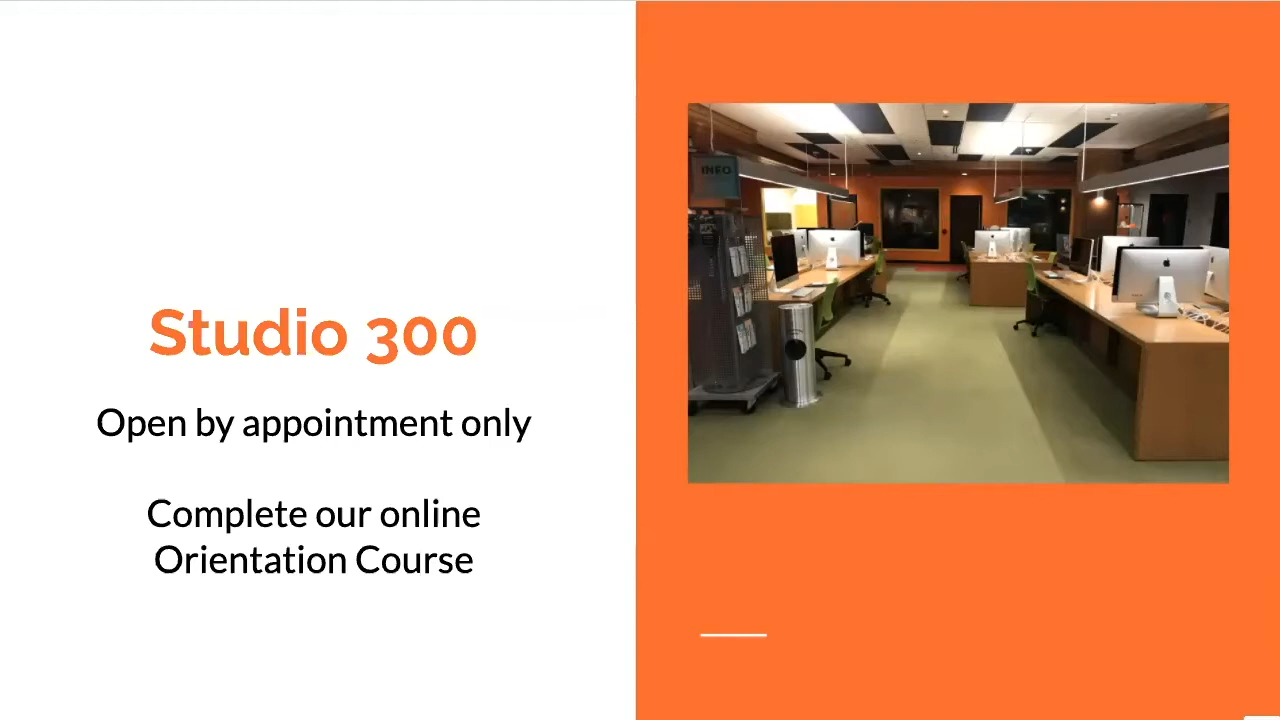 Studio 300
Open by appointment only
Complete our online
Orientation Course
INFO